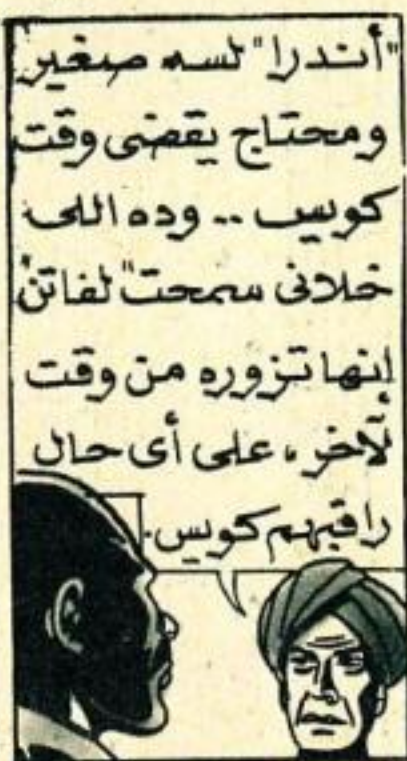 "أندرا" لسه صغير
ومحتاج يقضى وقت
كويس .. وده اللى
خلانى سمحت "لفاتن"
إنها تزوره من وقت
لآخر، على أى حال
راقبهم كويس.